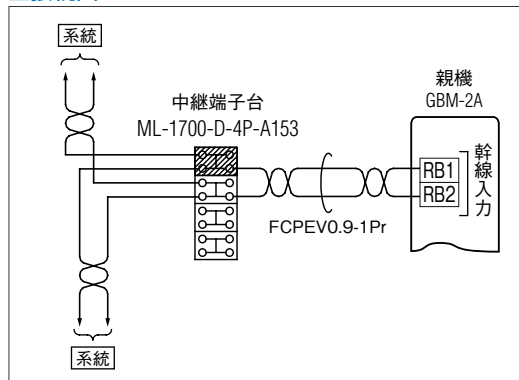 系統
中継端子台
ML-1700-D-4P-A153
親機
GBM-2A
RB1
RB2
幹線入力
FCPEV0.9-1Pr
系統